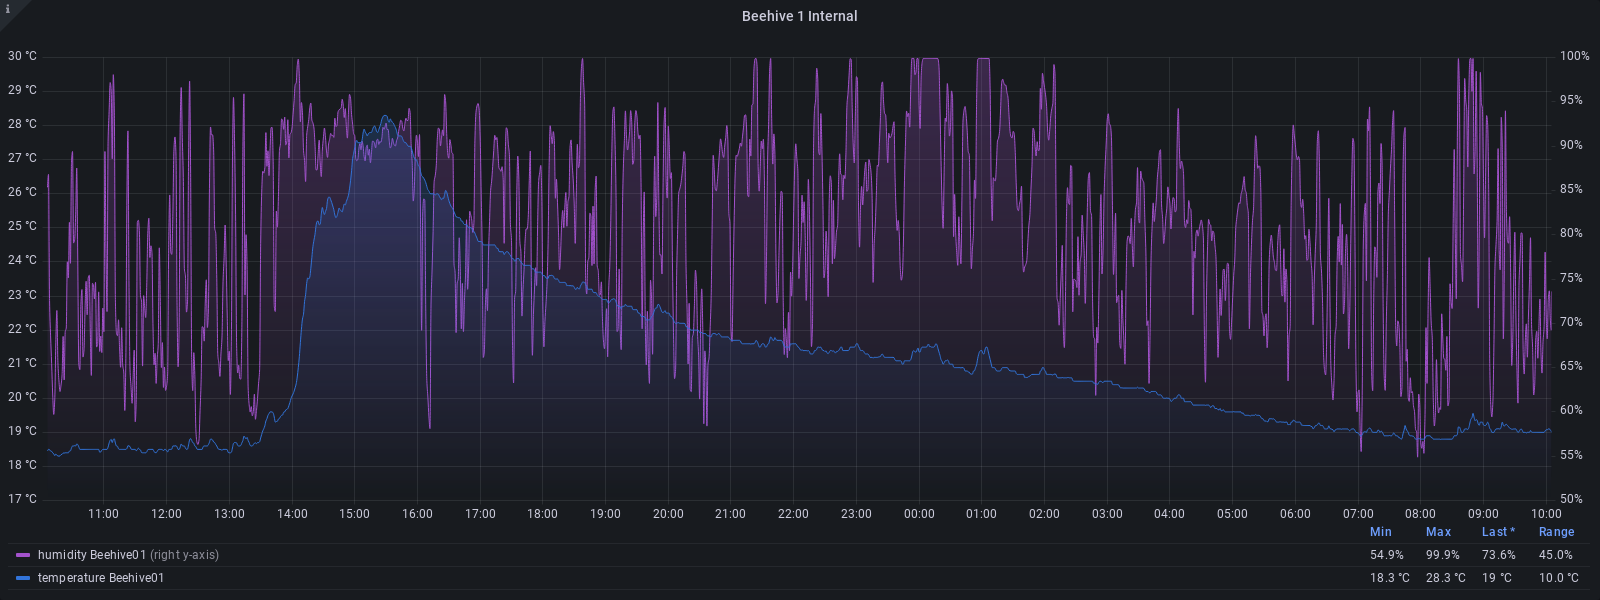 i
Beehive 1 Internal
30 °C 100%
29 °C 95%
28 °C 90%
27 °C 85%
26 °C 80%
25 °C 75%
24 °C 70%
23 °C 65%
22 °C 60%
21 °C 55%
20 °C 50%
19 °C
18 °C
17 °C
11:00 12:00 13:00 14:00 15:00 16:00 17:00 18:00 19:00 20:00 21:00 22:00 23:00 00:00 01:00 02:00 03:00 04:00 05:00 06:00 07:00 08:00 09:00 10:00
Min Max Last * Range
humidity Beehive01 (right y-axis) 54.9% 99.9% 73.6% 45.0%
temperature Beehive01 18.3 °C 28.3 °C 19 °C 10.0 °C